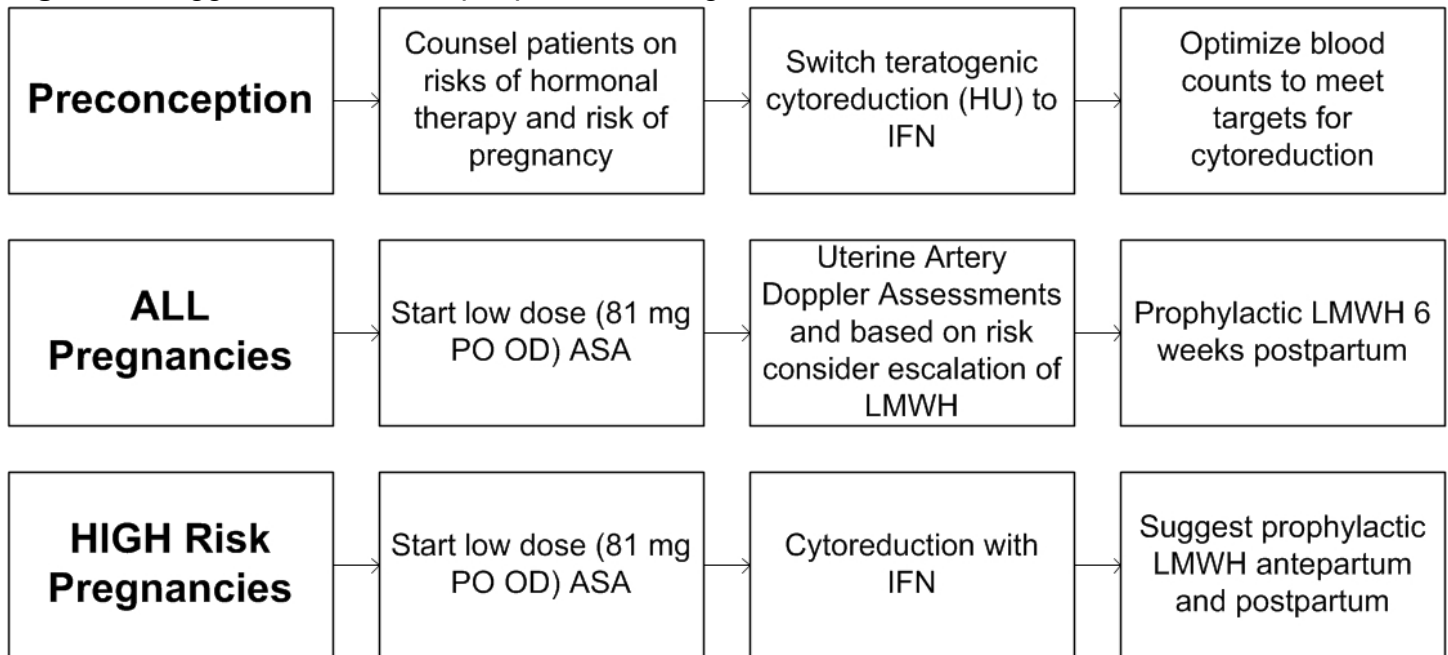 Preconception
Counsel patients on
risks of hormonal
therapy and risk of
pregnancy
Switch teratogenic
cytoreduction (HU) to
IFN
Optimize blood
counts to meet
targets for
cytoreduction
ALL
Pregnancies
Start low dose (81 mg
PO OD) ASA
Uterine Artery
Doppler Assessments
and based on risk
consider escalation of
LMWH
Prophylactic LMWH 6
weeks postpartum
HIGH Risk
Pregnancies
Start low dose (81 mg
PO OD) ASA
Cytoreduction with
IFN
Suggest prophylactic
LMWH antepartum
and postpartum